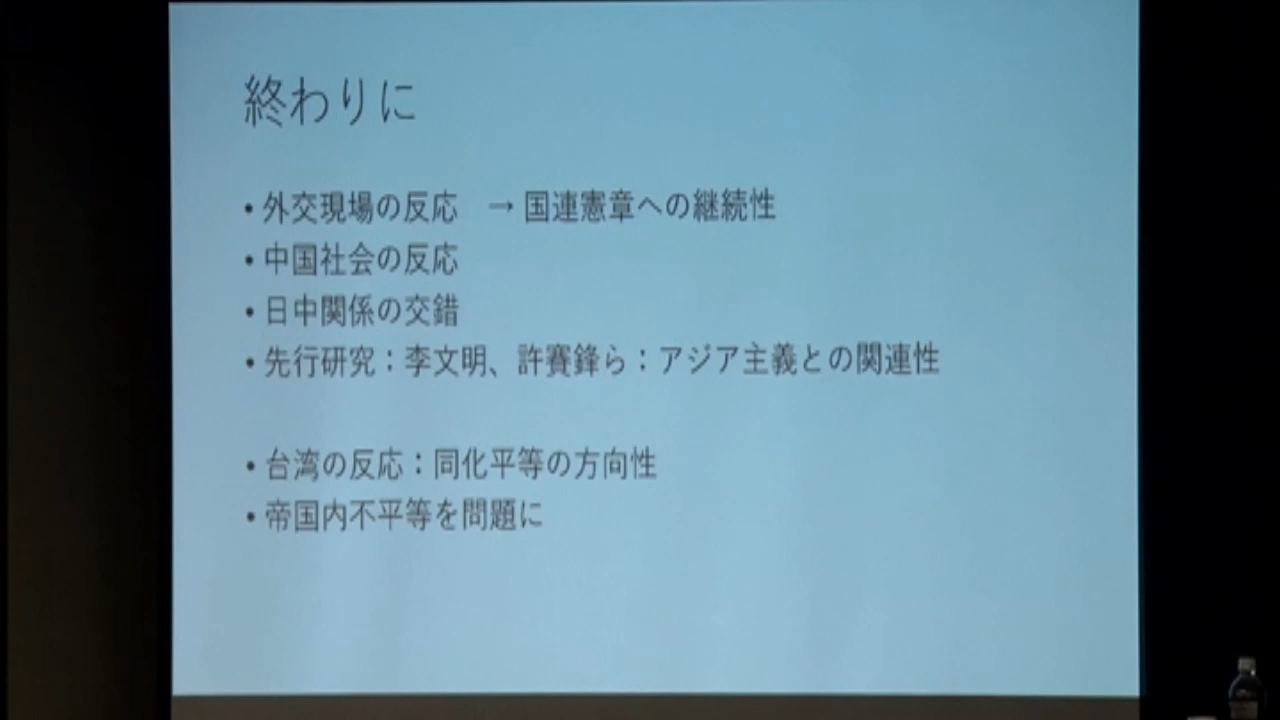 終わりに
• 外交現場の反応　→ 国連憲章への継続性
• 中国社会の反応
• 日中関係の交錯
• 先行研究：李文明、許賽鋒ら：アジア主義との関連性
• 台湾の反応：同化平等の方向性
• 帝国内不平等を問題に